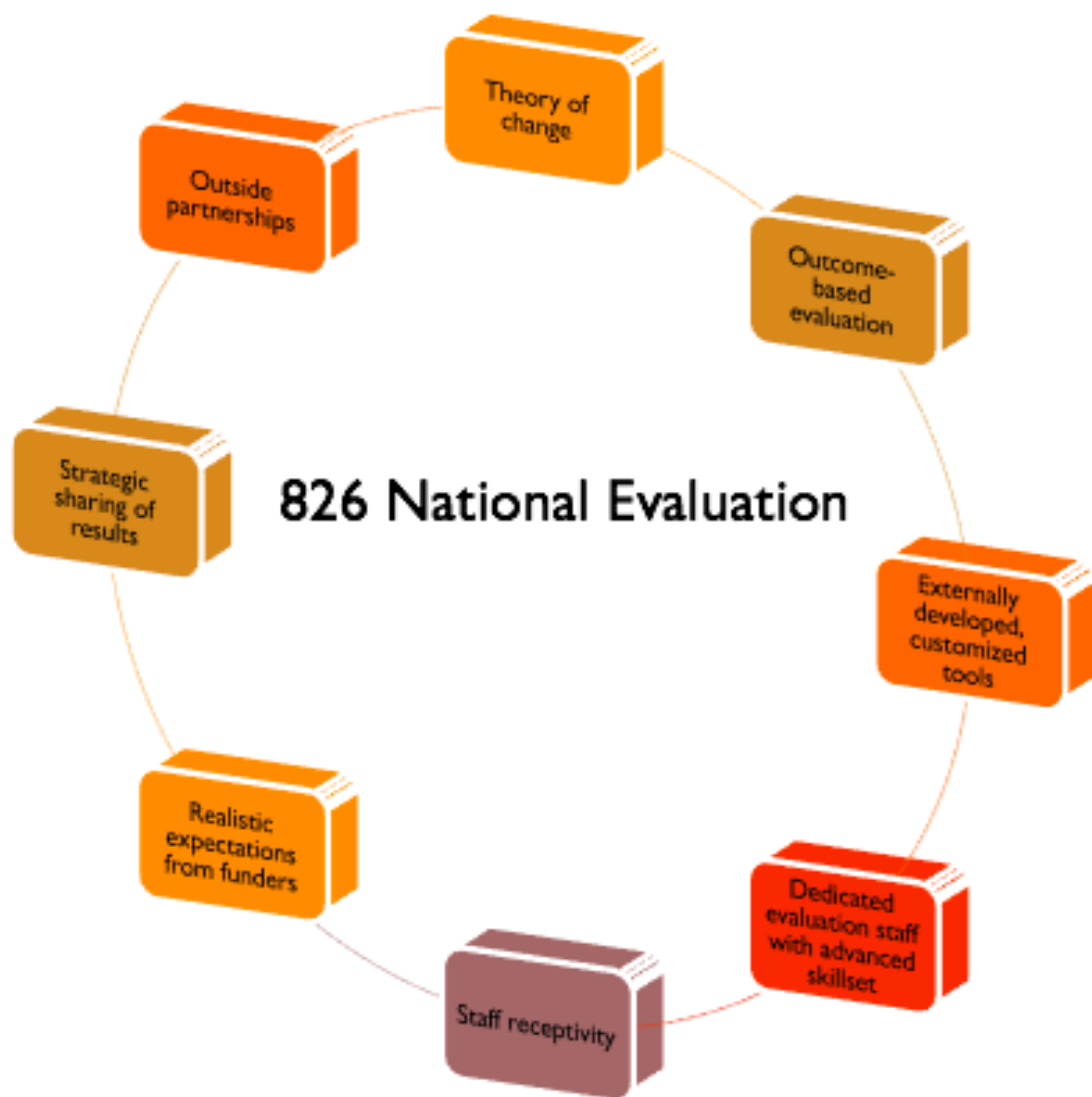 Theory of
change
Outcome-
based
evaluation
Externally
developed,
customized
tools
Dedicated
evaluation staff
with advanced
skillset
Staff receptivity
Realistic
expectations
from funders
Strategic
sharing of
results
Outside
partnerships
826 National Evaluation